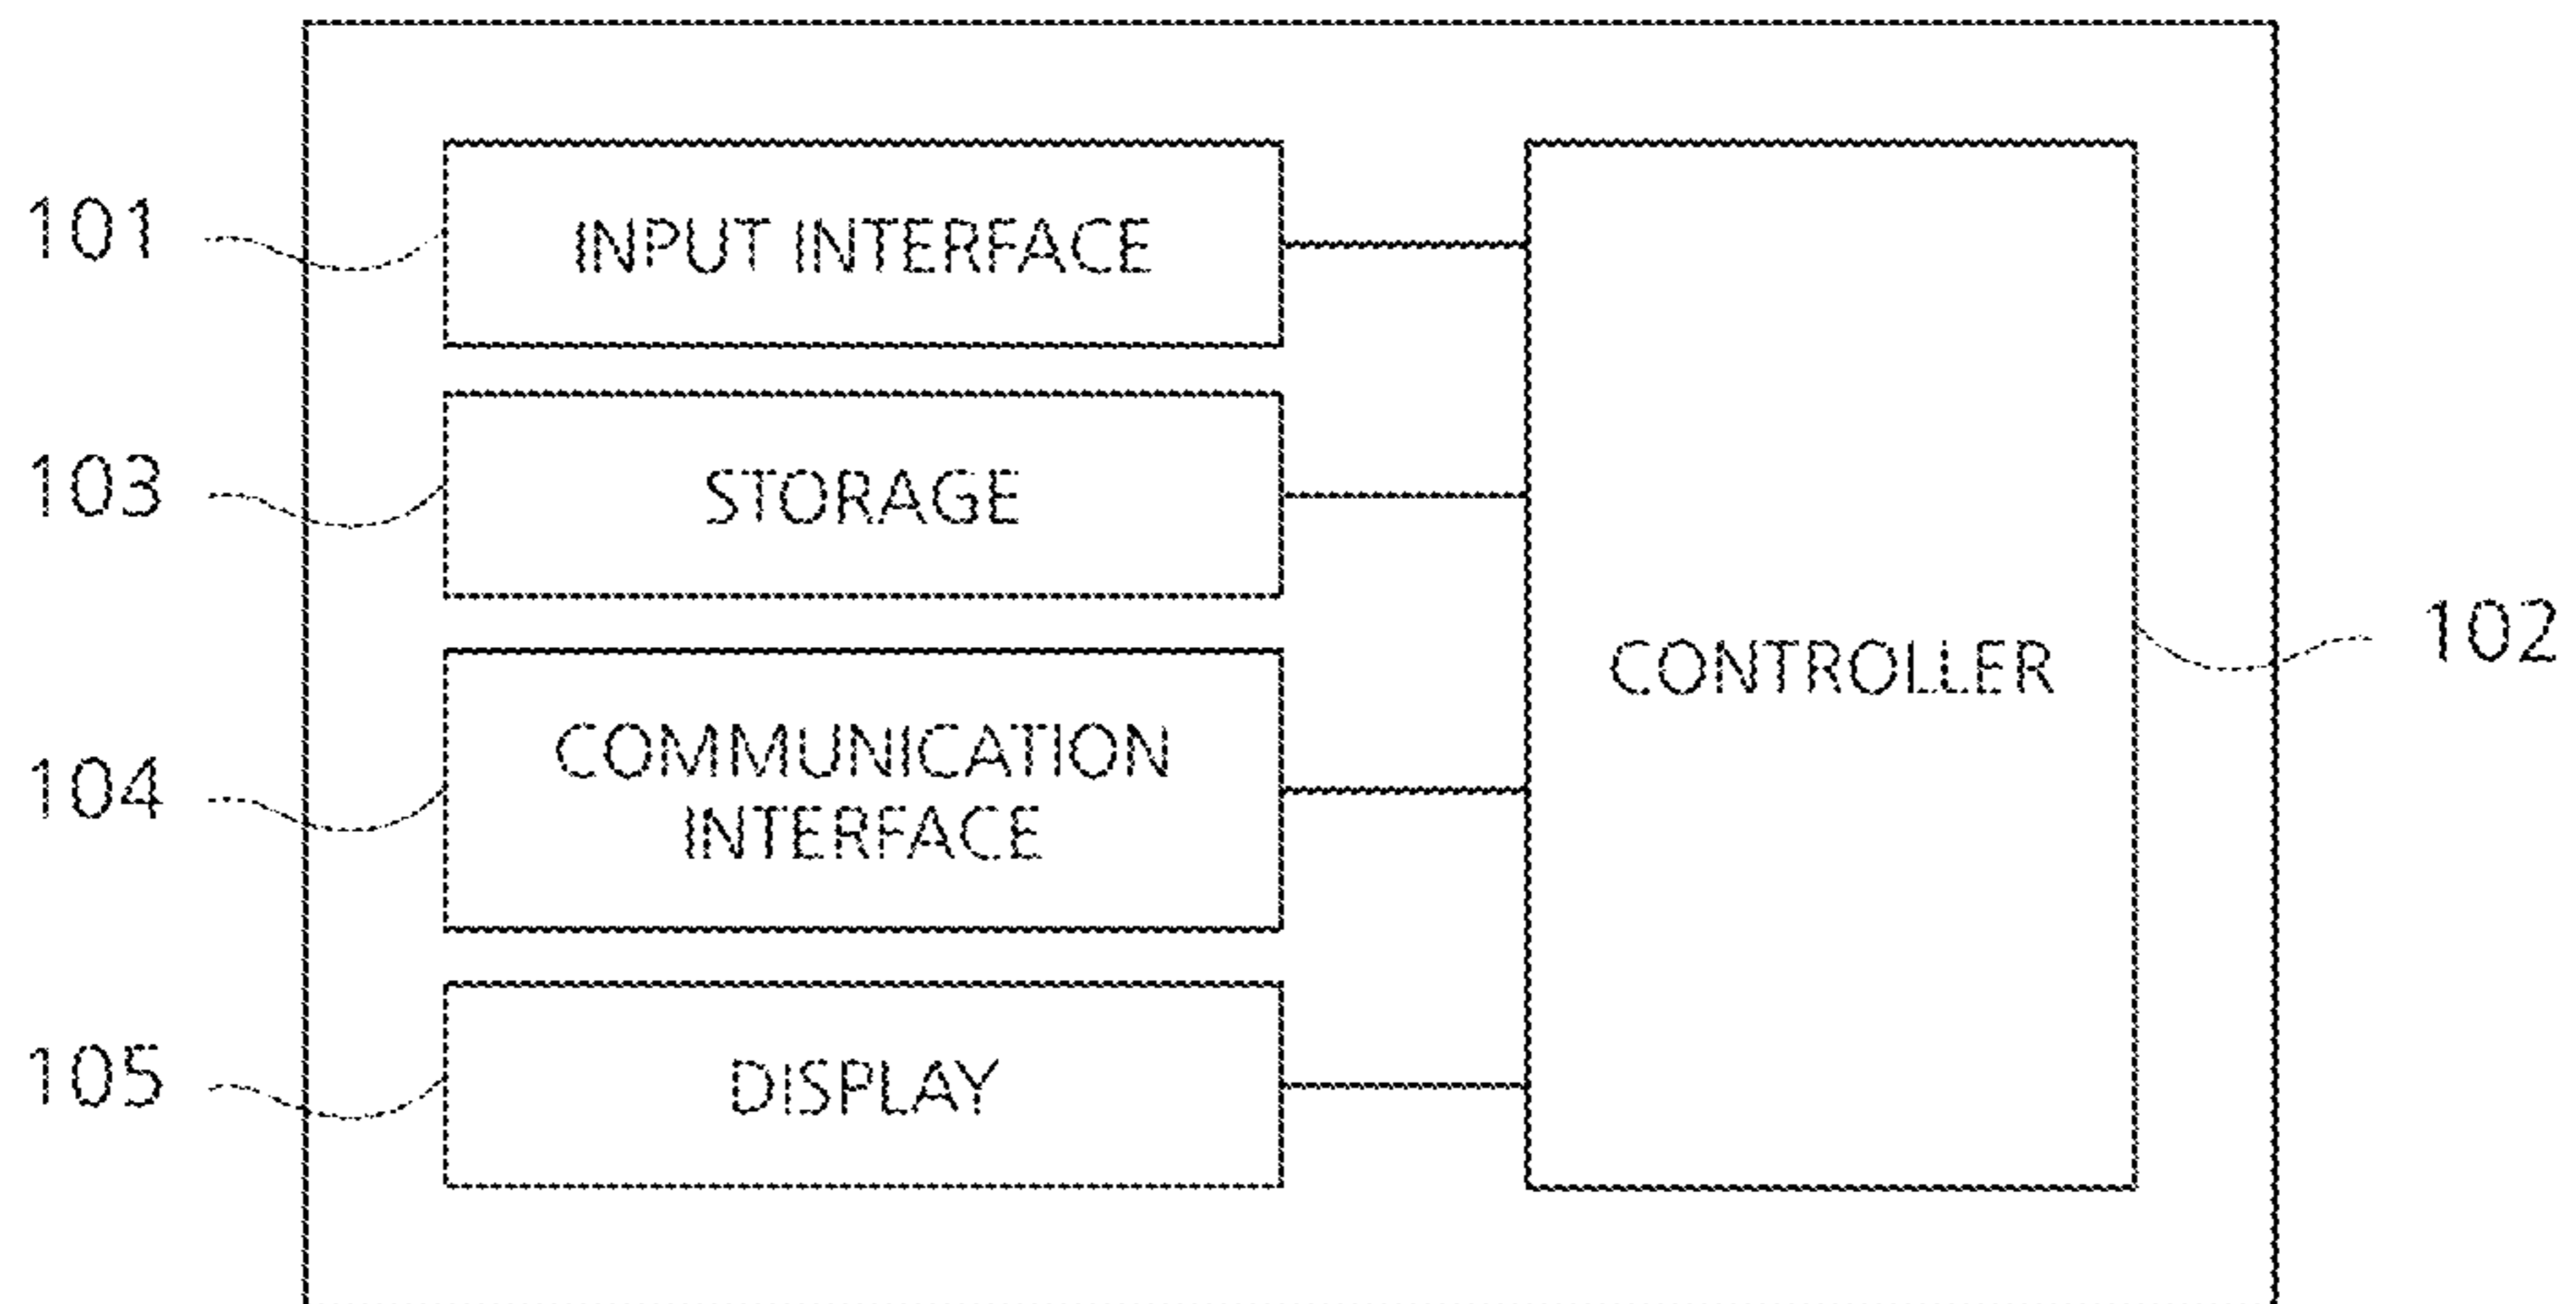 101
INPUT INTERFACE
103
STORAGE
104
COMMUNICATION
INTERFACE
105
DISPLAY
CONTROLLER
102